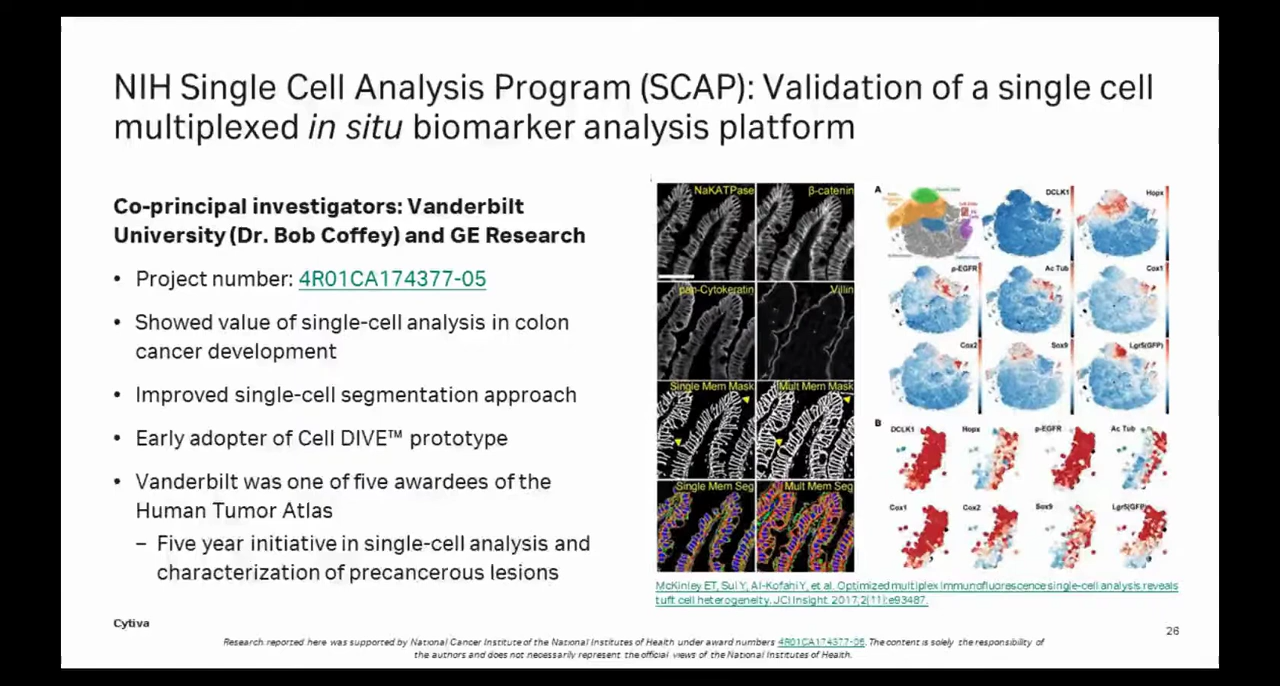 NIH Single Cell Analysis Program (SCAP): Validation of a single cell
multiplexed in situ biomarker analysis platform
Co-principal investigators: Vanderbilt
University (Dr. Bob Coffey) and GE Research
• Project number: 4R01CA174377-05
• Showed value of single-cell analysis in colon
cancer development
• Improved single-cell segmentation approach
• Early adopter of Cell DIVE™ prototype
• Vanderbilt was one of five awardees of the
Human Tumor Atlas
– Five year initiative in single-cell analysis and
characterization of precancerous lesions
NaKATPase
β-catenin
pan-Cytokeratin
Villin
Single Mem Mask
Mult Mem Mask
Single Mem Seg
Mult Mem Seg
A
DCLK1
Hopx
p-EGFR
Ac Tub
Cox1
Cox2
Sox9
Lgr5(GFP)
B
DCLK1
Hopx
p-EGFR
Ac Tub
Cox1
Cox2
Sox9
Lgr5(GFP)
McKinley ET, Sui Y, Al-Kofahi Y, et al. Optimized multiplex immunofluorescence single-cell analysis reveals
tuft cell heterogeneity. JCI Insight. 2017;2(11):e93487.
Cytiva
Research reported here was supported by National Cancer Institute of the National Institutes of Health under award numbers 4R01CA174377-05. The content is solely the responsibility of
the authors and does not necessarily represent the official views of the National Institutes of Health.
26